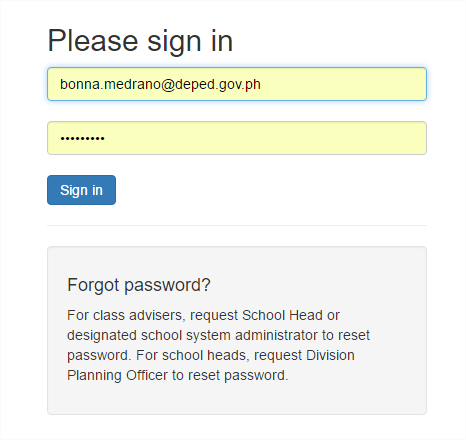 Please sign in
bonna.medrano@deped.gov.ph
•••••••••
Sign in
Forgot password?
For class advisers, request School Head or
designated school system administrator to reset
password. For school heads, request Division
Planning Officer to reset password.